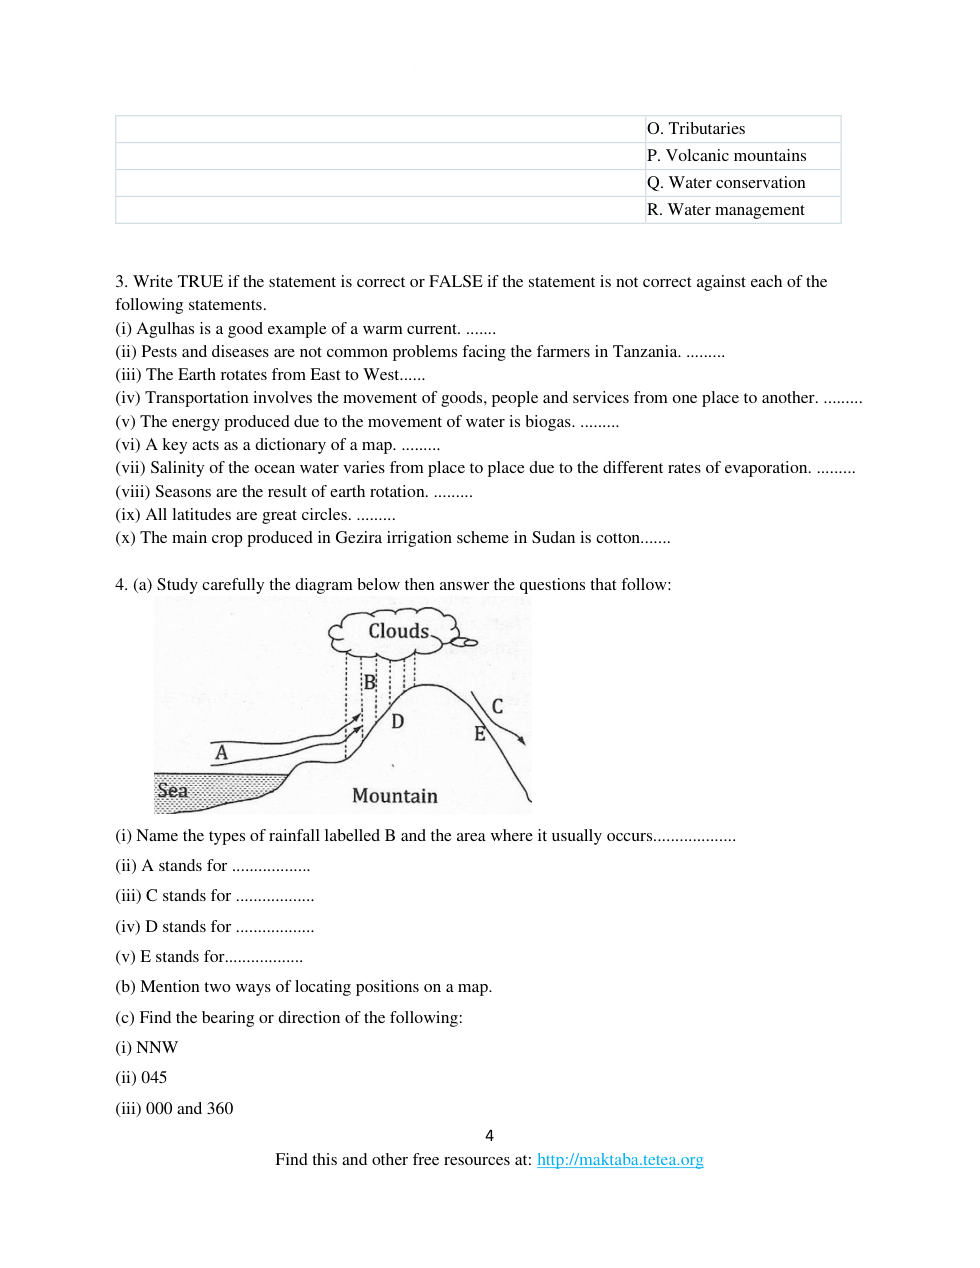 O. Tributaries
P. Volcanic mountains
Q. Water conservation
R. Water management
3. Write TRUE if the statement is correct or FALSE if the statement is not correct against each of the
following statements.
(i) Agulhas is a good example of a warm current. .......
(ii) Pests and diseases are not common problems facing the farmers in Tanzania. .........
(iii) The Earth rotates from East to West......
(iv) Transportation involves the movement of goods, people and services from one place to another. .........
(v) The energy produced due to the movement of water is biogas. .........
(vi) A key acts as a dictionary of a map. .........
(vii) Salinity of the ocean water varies from place to place due to the different rates of evaporation. .........
(viii) Seasons are the result of earth rotation. .........
(ix) All latitudes are great circles. .........
(x) The main crop produced in Gezira irrigation scheme in Sudan is cotton.......
4. (a) Study carefully the diagram below then answer the questions that follow:
Clouds
B
C
D
E
A
Sea
Mountain
(i) Name the types of rainfall labelled B and the area where it usually occurs...................
(ii) A stands for ..................
(iii) C stands for ..................
(iv) D stands for ..................
(v) E stands for..................
(b) Mention two ways of locating positions on a map.
(c) Find the bearing or direction of the following:
(i) NNW
(ii) 045
(iii) 000 and 360
4
Find this and other free resources at: http://maktaba.tetea.org